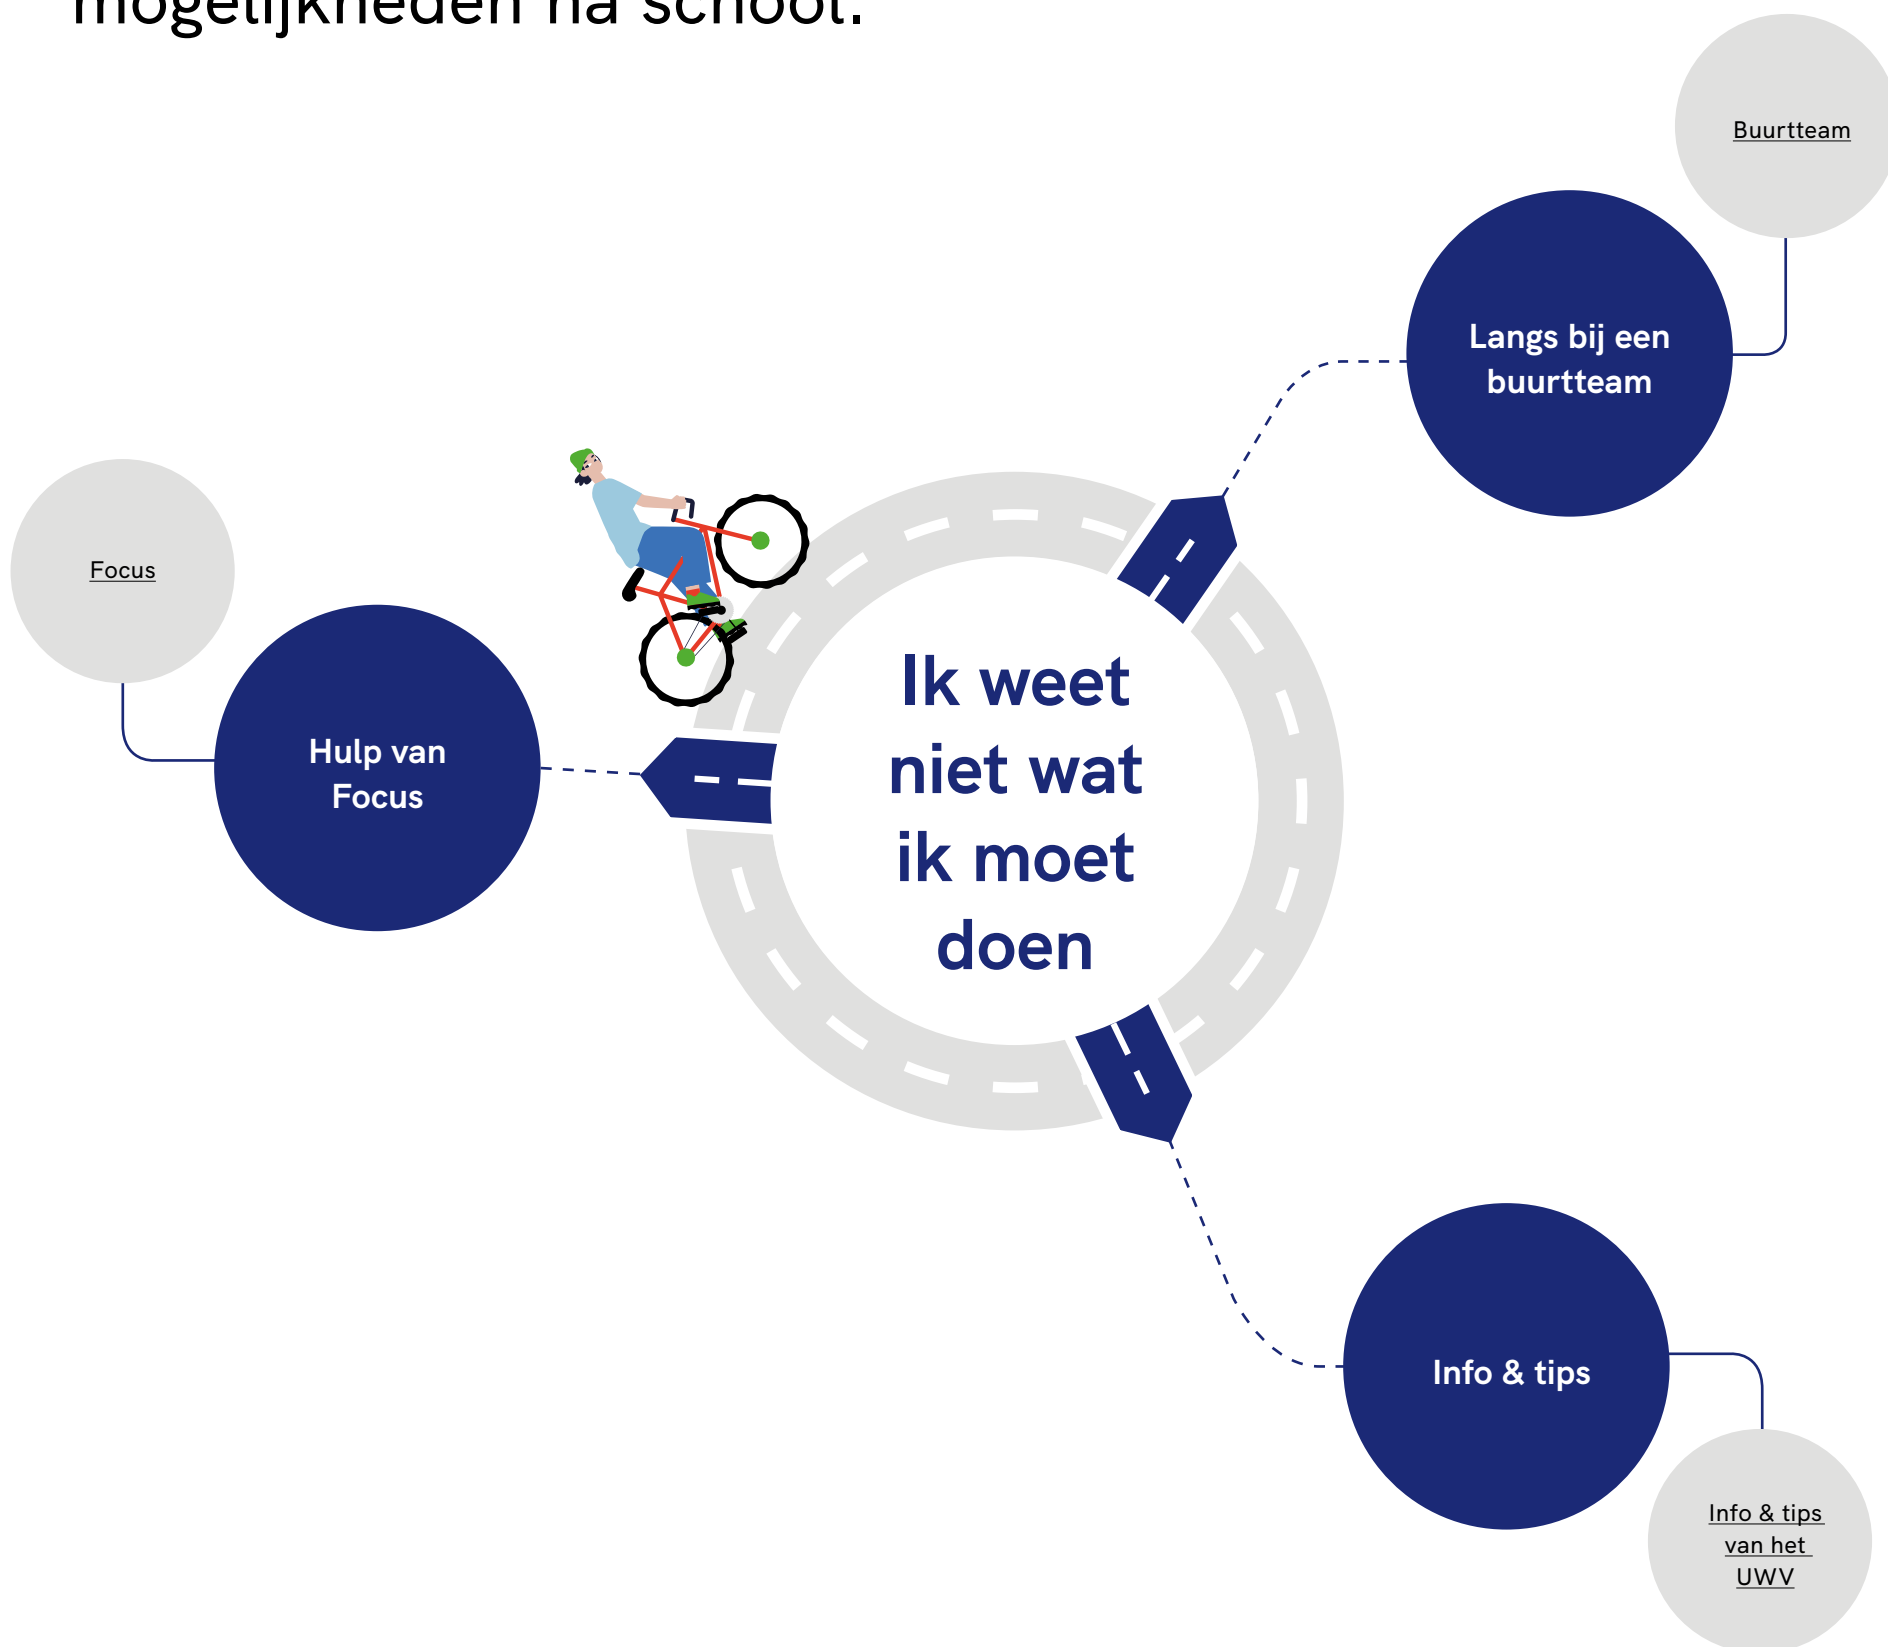 mogelijkheden na school.
Buurtteam
Langs bij een
buurtteam
Focus
Hulp van
Focus
Ik weet
niet wat
ik moet
doen
Info & tips
Info & tips
van het
UWV